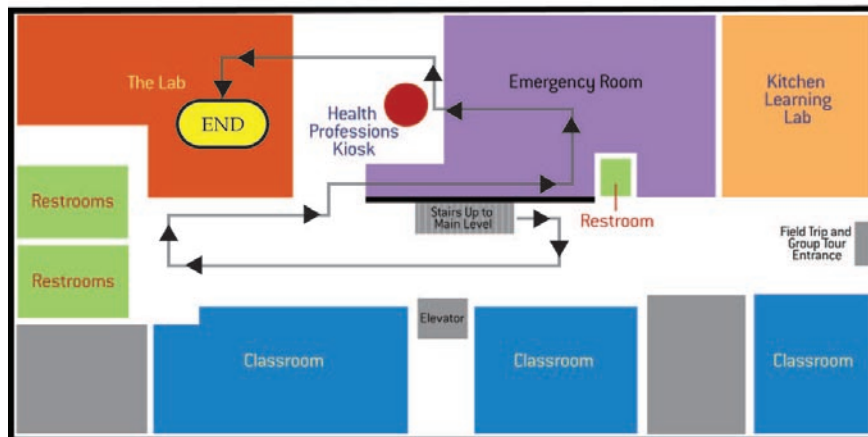 The Lab
END
Health
Professions
Kiosk
Emergency Room
Kitchen
Learning
Lab
Restrooms
Restrooms
Stairs Up to
Main Level
Restroom
Field Trip and
Group Tour
Entrance
Elevator
Classroom
Classroom
Classroom